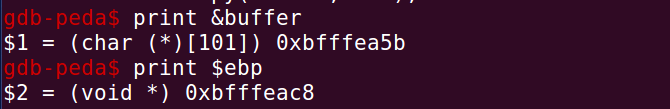 gdb-peda$ print &buffer
$1 = (char (*)[101]) 0xbfffea5b
gdb-peda$ print $ebp
$2 = (void *) 0xbfffeac8